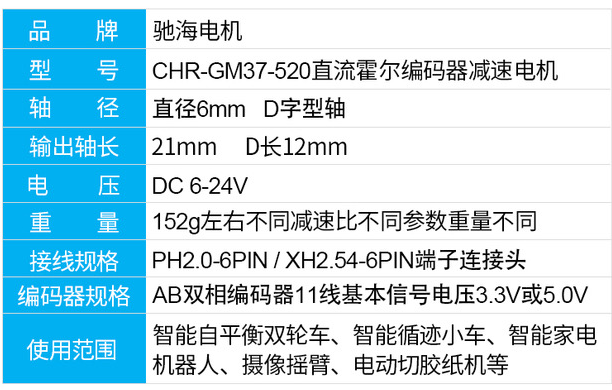 品 牌 驰海电机
型 号 CHR-GM37-520直流霍尔编码器减速电机
轴 径 直径6mm D字型轴
输出轴长 21mm D长12mm
电 压 DC 6-24V
重 量 152g左右不同减速比不同参数重量不同
接线规格 PH2.0-6PIN / XH2.54-6PIN端子连接头
编码器规格 AB双相编码器11线基本信号电压3.3V或5.0V
使用范围 智能自平衡双轮车、智能循迹小车、智能家电
机器人、摄像摇臂、电动切胶纸机等